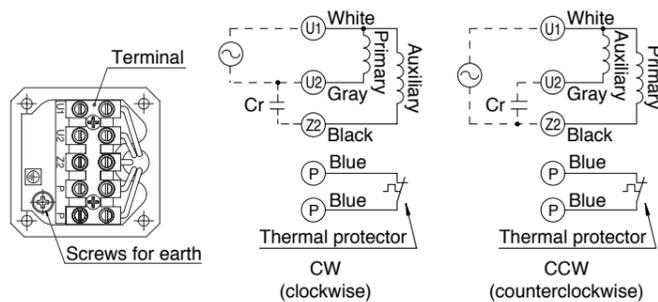 Terminal
U1
U2
Z2
P
P
Screws for earth
U1
White
Primary
Auxiliary
U2
Gray
Cr
Z2
Black
P
Blue
P
Blue
Thermal protector
CW
(clockwise)
U1
White
Auxiliary
Primary
U2
Gray
Cr
Z2
Black
P
Blue
P
Blue
Thermal protector
CCW
(counterclockwise)